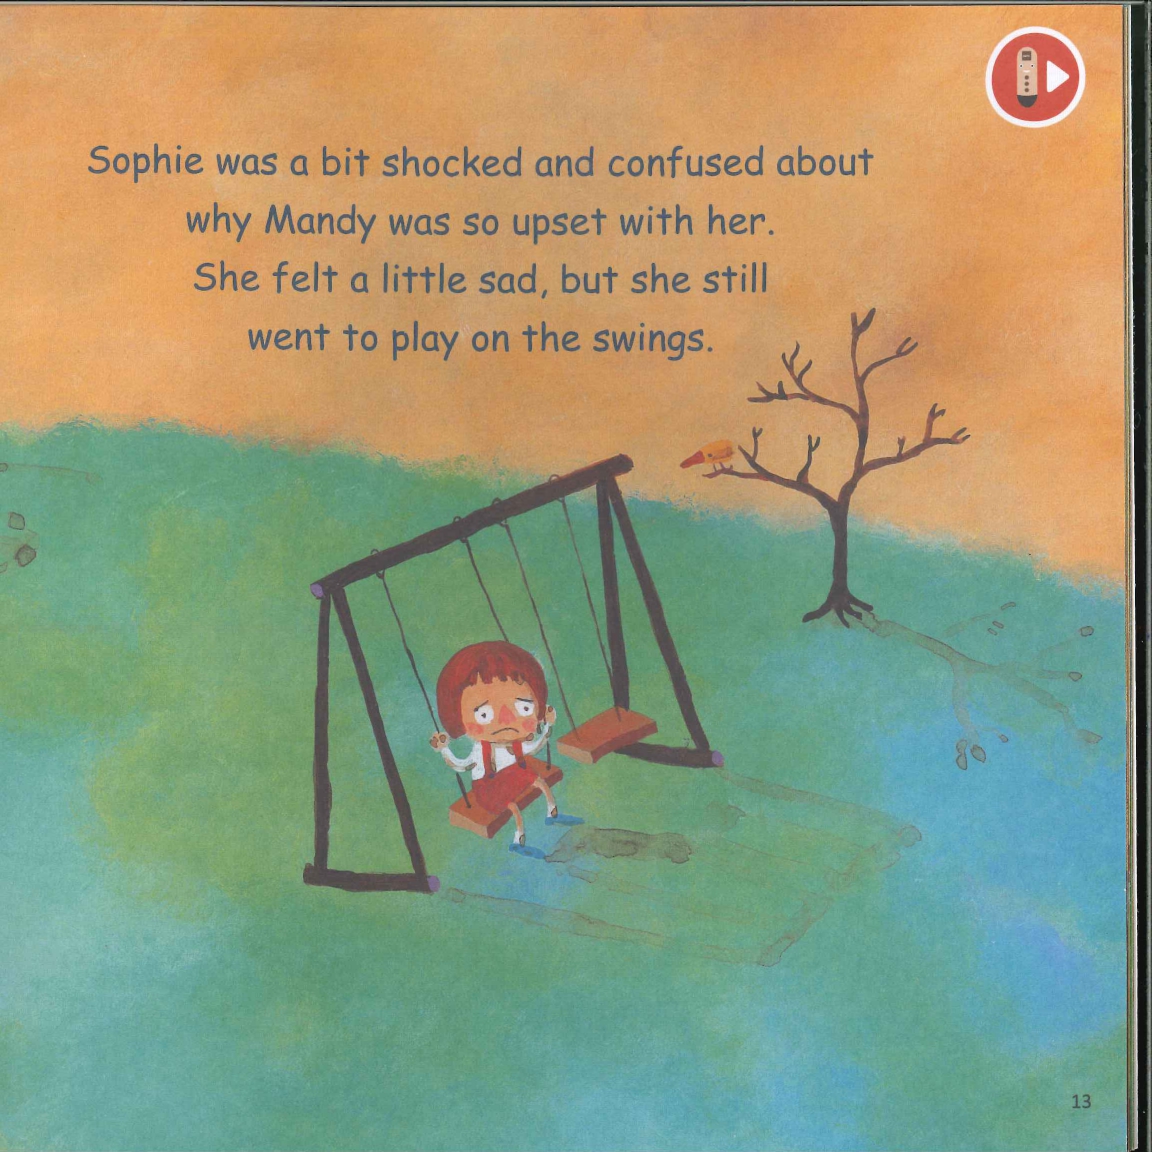 Sophie was a bit shocked and confused about
why Mandy was so upset with her.
She felt a little sad, but she still
went to play on the swings.
13